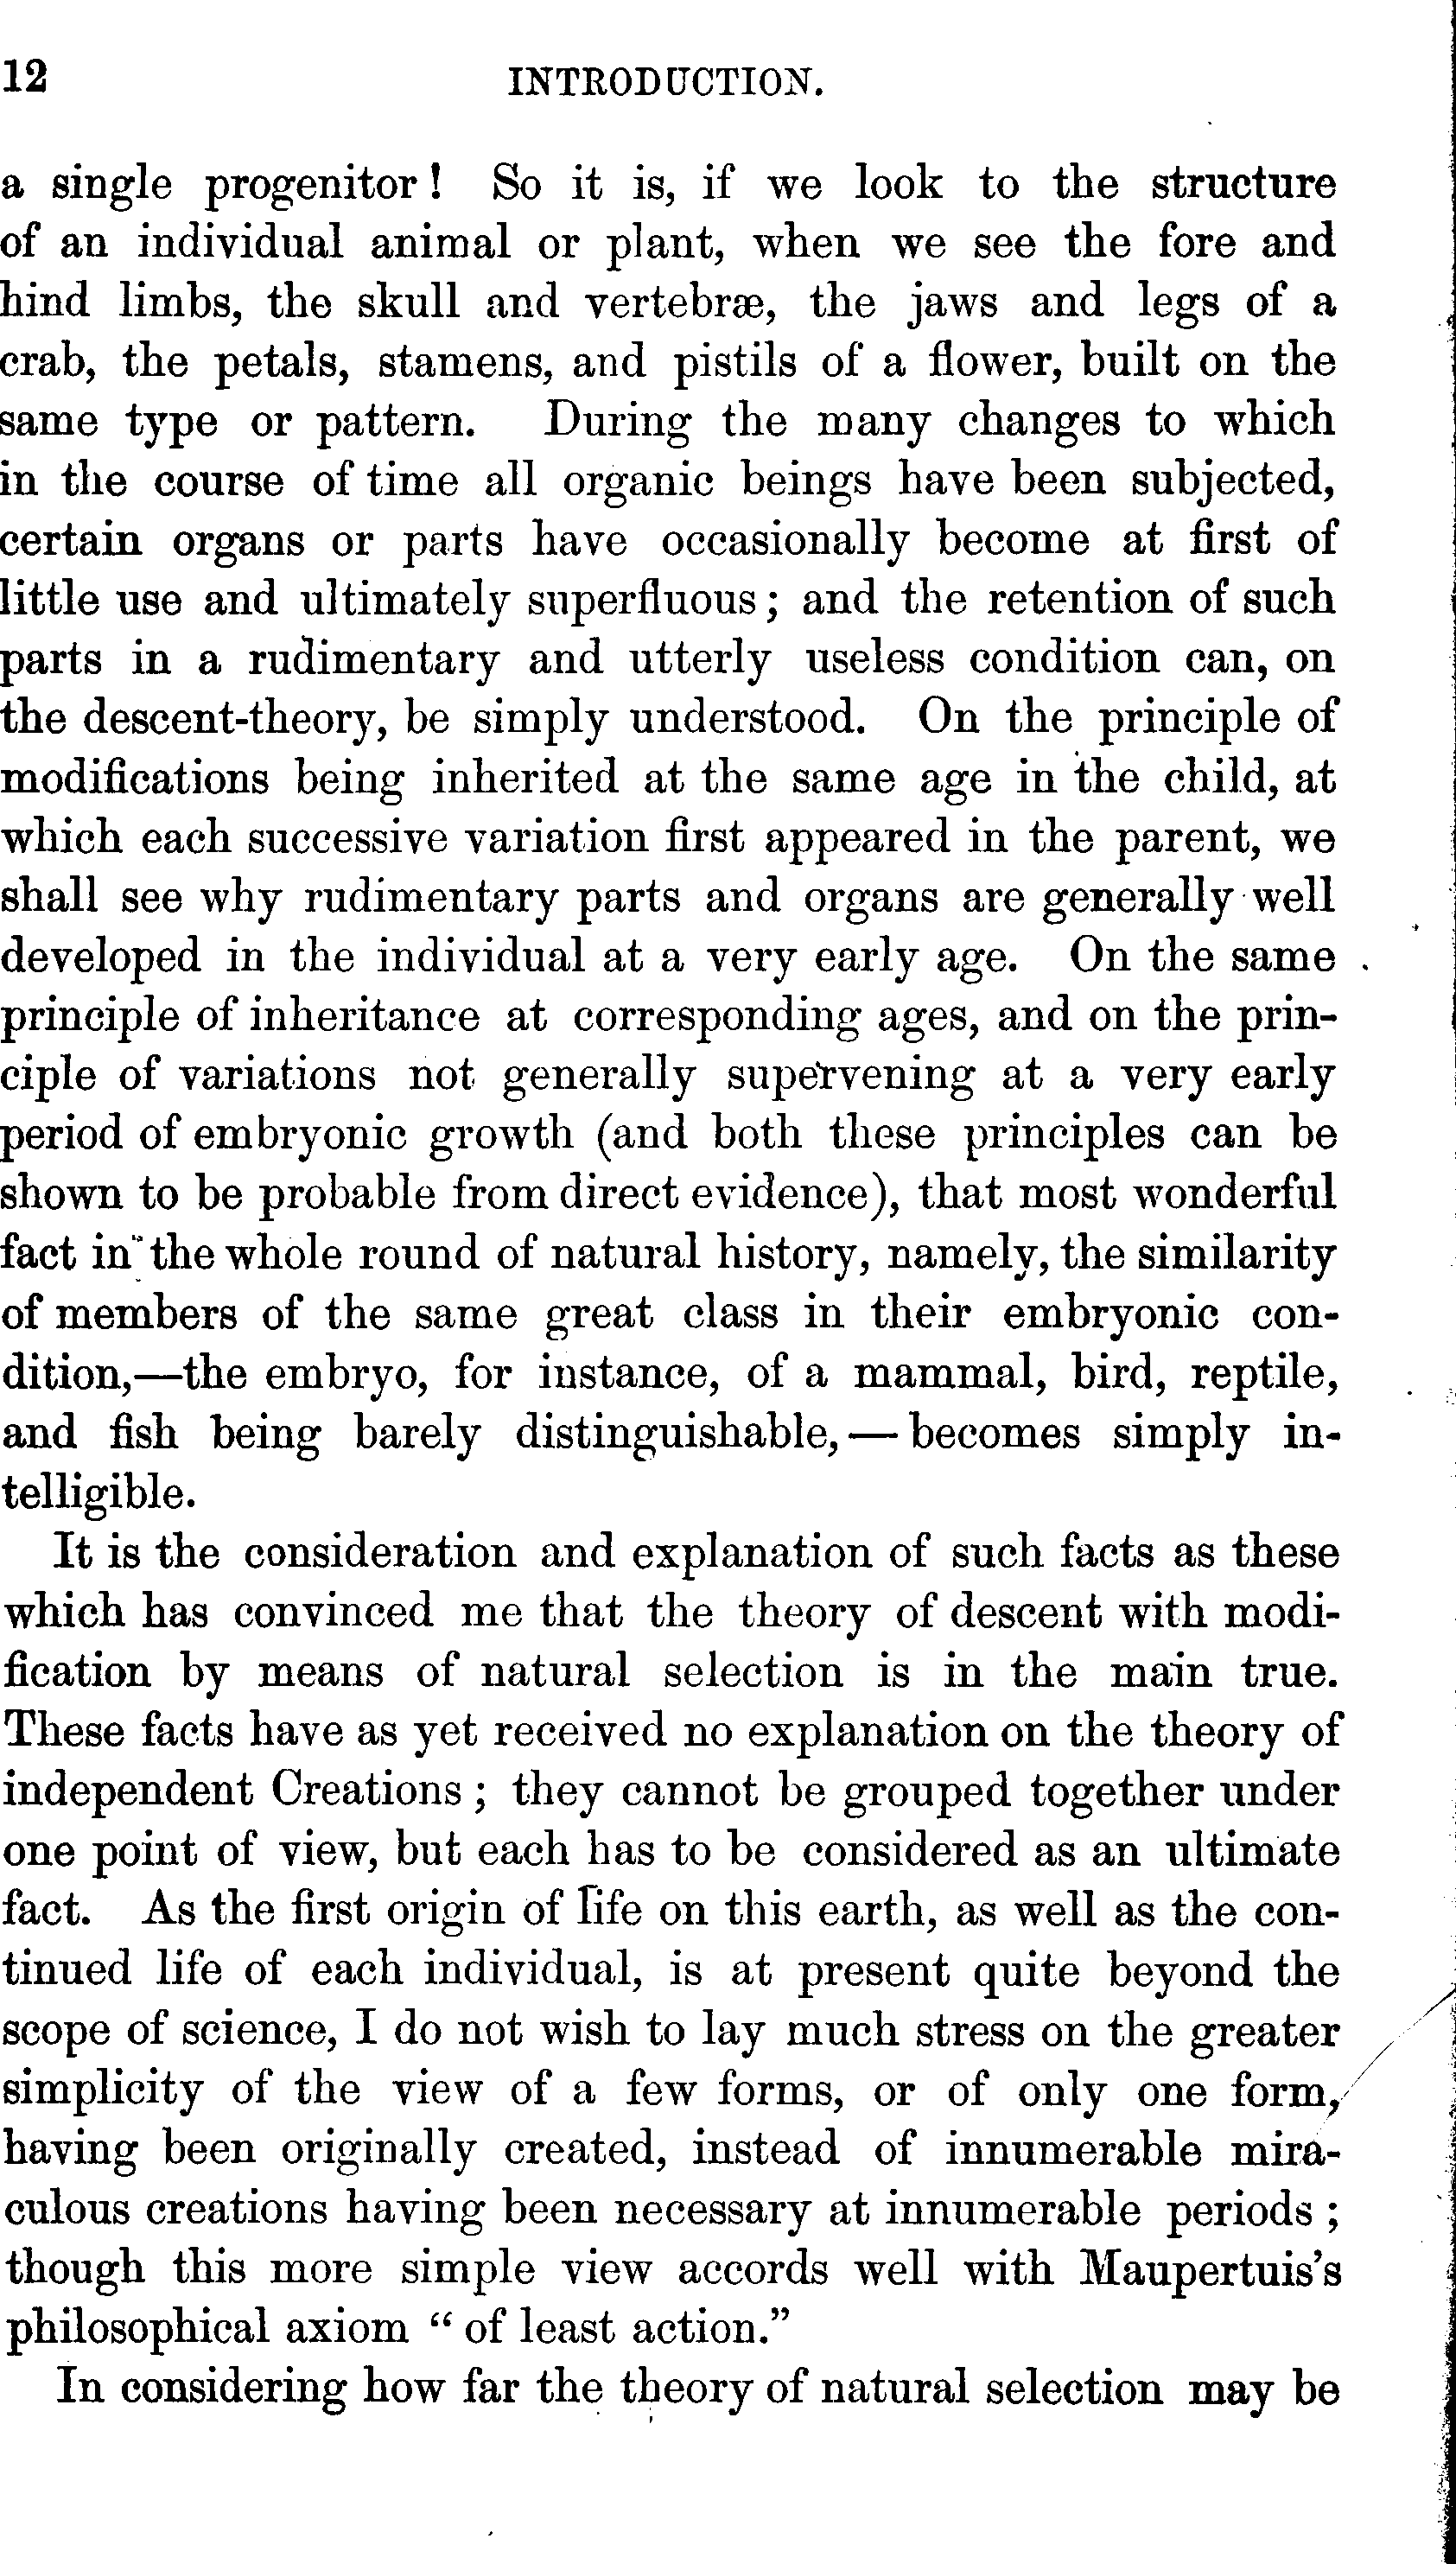 12 INTRODUCTION.
a single progenitor! So it is, if we look to the structure
of an individual animal or plant, when we see the fore and
hind limbs, the skull and vertebræ, the jaws and legs of a
crab, the petals, stamens, and pistils of a flower, built on the
same type or pattern. During the many changes to which
in the course of time all organic beings have been subjected,
certain organs or parts have occasionally become at first of
little use and ultimately superfluous; and the retention of such
parts in a rudimentary and utterly useless condition can, on
the descent-theory, be simply understood. On the principle of
modifications being inherited at the same age in the child, at
which each successive variation first appeared in the parent, we
shall see why rudimentary parts and organs are generally well
developed in the individual at a very early age. On the same
principle of inheritance at corresponding ages, and on the prin-
ciple of variations not generally supervening at a very early
period of embryonic growth (and both these principles can be
shown to be probable from direct evidence), that most wonderful
fact in the whole round of natural history, namely, the similarity
of members of the same great class in their embryonic con-
dition,—the embryo, for instance, of a mammal, bird, reptile,
and fish being barely distinguishable,—becomes simply in-
telligible.
It is the consideration and explanation of such facts as these
which has convinced me that the theory of descent with modi-
fication by means of natural selection is in the main true.
These facts have as yet received no explanation on the theory of
independent Creations; they cannot be grouped together under
one point of view, but each has to be considered as an ultimate
fact. As the first origin of life on this earth, as well as the con-
tinued life of each individual, is at present quite beyond the
scope of science, I do not wish to lay much stress on the greater
simplicity of the view of a few forms, or of only one form,
having been originally created, instead of innumerable mira-
culous creations having been necessary at innumerable periods;
though this more simple view accords well with Maupertuis's
philosophical axiom "of least action."
In considering how far the theory of natural selection may be